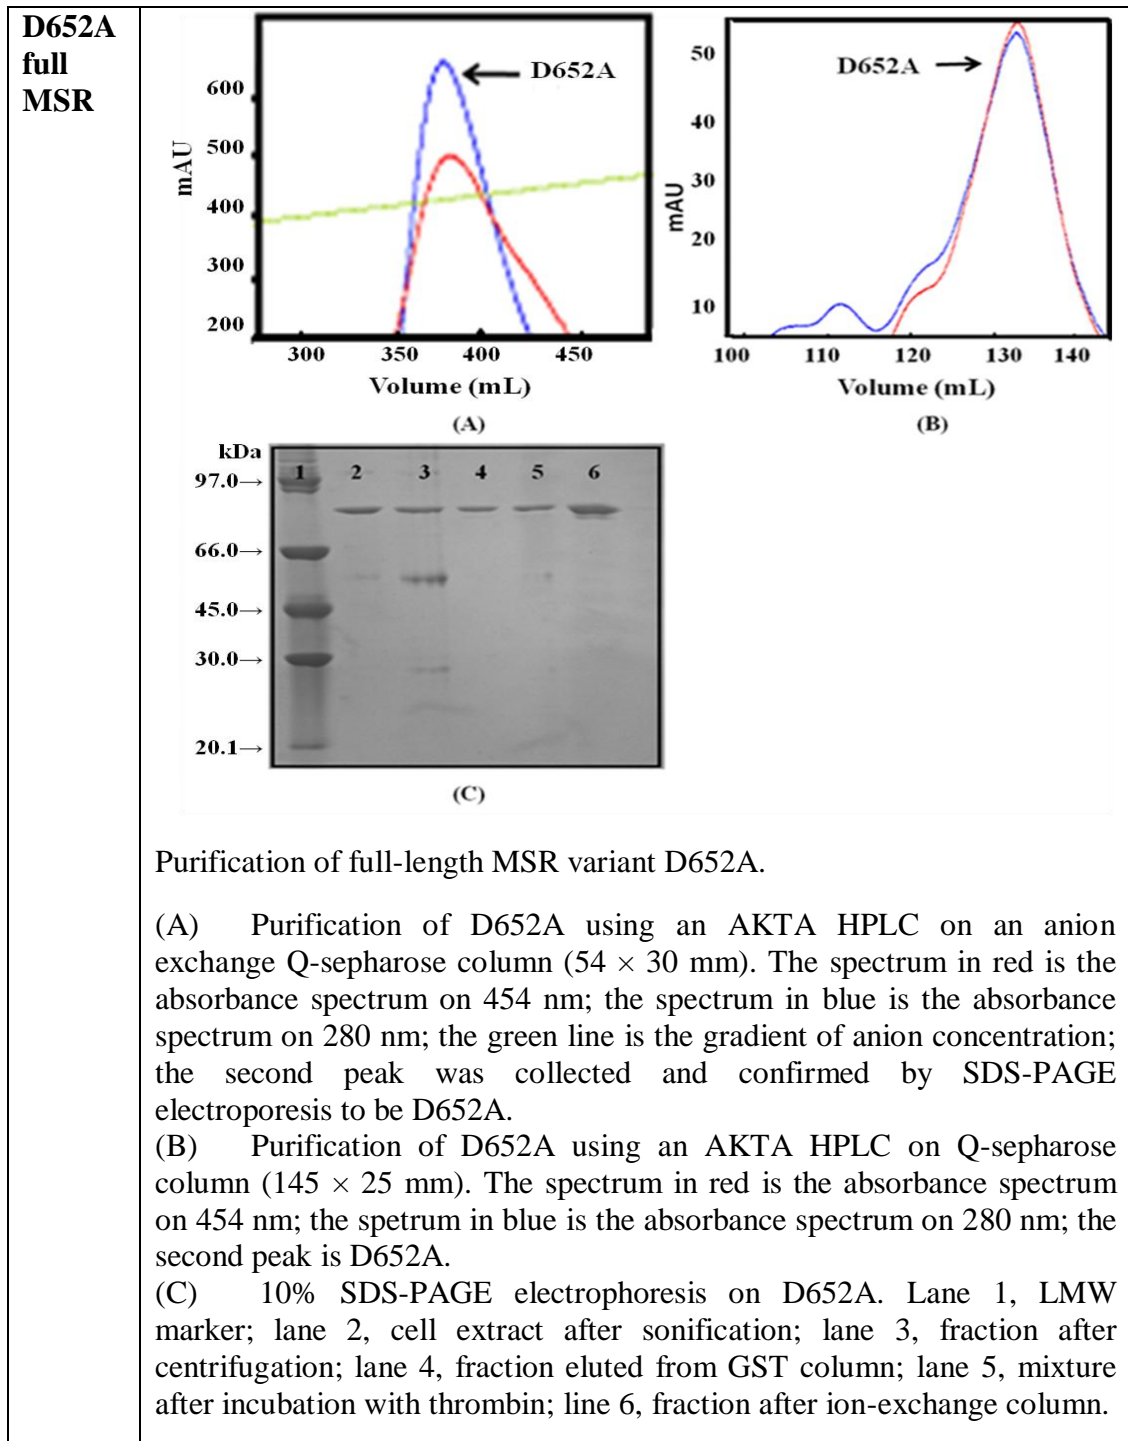 D652A
full
MSR
600
500
400
300
200
mAU
D652A
300 350 400 450
Volume (mL)
(A)
50
40
30
20
10
mAU
D652A
100 110 120 130 140
Volume (mL)
(B)
kDa
97.0→
66.0→
45.0→
30.0→
20.1→
1 2 3 4 5 6
(C)
Purification of full-length MSR variant D652A.
(A) Purification of D652A using an AKTA HPLC on an anion
exchange Q-sepharose column (54 × 30 mm). The spectrum in red is the
absorbance spectrum on 454 nm; the spectrum in blue is the absorbance
spectrum on 280 nm; the green line is the gradient of anion concentration;
the second peak was collected and confirmed by SDS-PAGE
electroporesis to be D652A.
(B) Purification of D652A using an AKTA HPLC on Q-sepharose
column (145 × 25 mm). The spectrum in red is the absorbance spectrum
on 454 nm; the spetrum in blue is the absorbance spectrum on 280 nm; the
second peak is D652A.
(C) 10% SDS-PAGE electrophoresis on D652A. Lane 1, LMW
marker; lane 2, cell extract after sonification; lane 3, fraction after
centrifugation; lane 4, fraction eluted from GST column; lane 5, mixture
after incubation with thrombin; line 6, fraction after ion-exchange column.